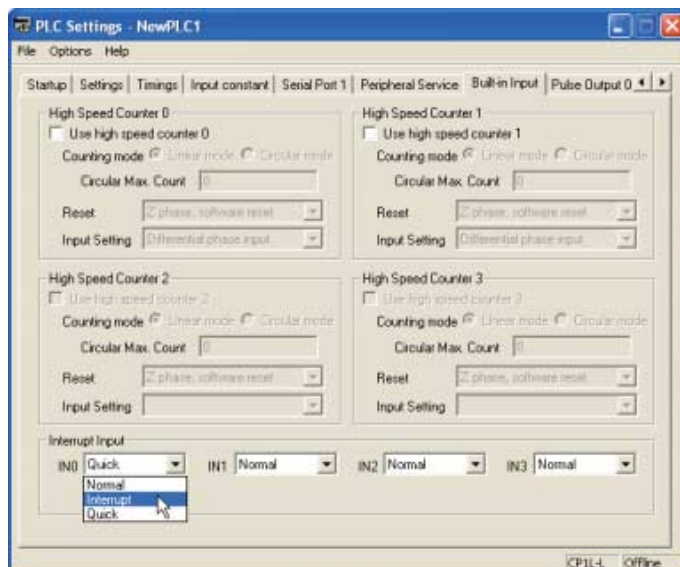 PLC Settings - NewPLC1
File Options Help
Startup Settings Timings Input constant Serial Port 1 Peripheral Service Built-in Input Pulse Output 0
High Speed Counter 0
Use high speed counter 0
Counting mode Linear mode Circular mode
Circular Max. Count 0
Reset Z phase, software reset
Input Setting Differential phase input
High Speed Counter 1
Use high speed counter 1
Counting mode Linear mode Circular mode
Circular Max. Count 0
Reset Z phase, software reset
Input Setting Differential phase input
High Speed Counter 2
Use high speed counter 2
Counting mode Linear mode Circular mode
Circular Max. Count 0
Reset Z phase, software reset
Input Setting
High Speed Counter 3
Use high speed counter 3
Counting mode Linear mode Circular mode
Circular Max. Count 0
Reset Z phase, software reset
Input Setting
Interrupt Input
IN0 Quick IN1 Normal IN2 Normal IN3 Normal
Normal
Interrupt
Quick
CP1L-L Offline